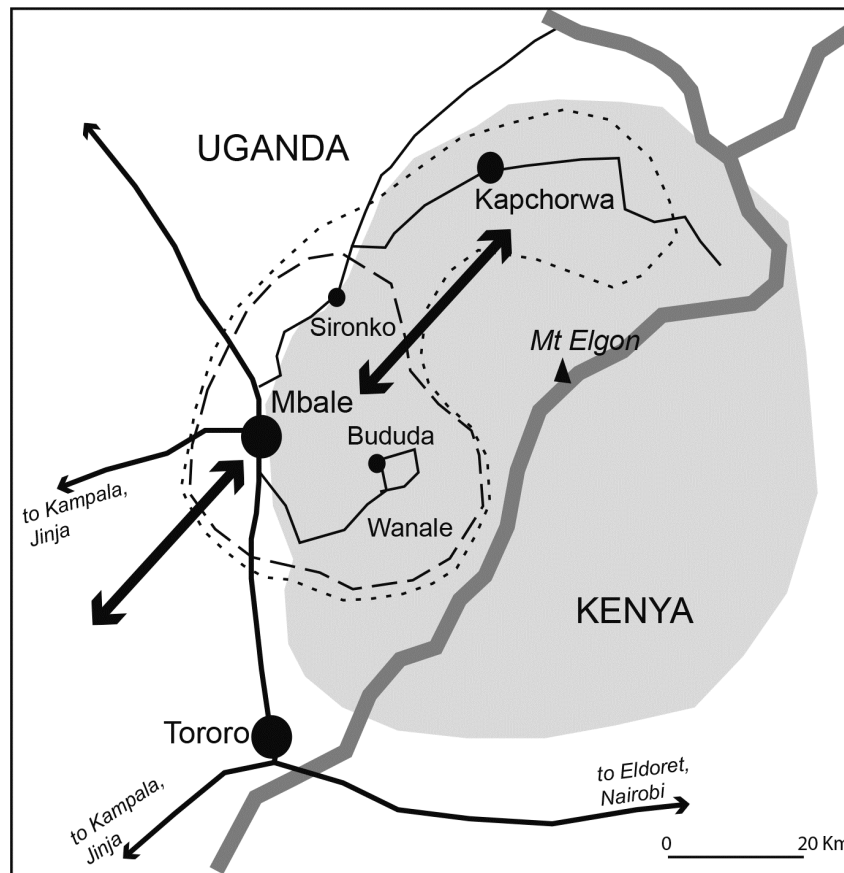 UGANDA
Kapchorwa
Sironko
Mt Elgon
Mbale
Bududa
to Kampala,
Jinja
Wanale
KENYA
Tororo
to Kampala,
Jinja
to Eldoret,
Nairobi
0 20 Km